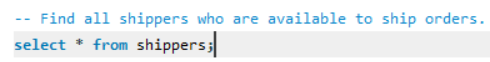 -- Find all shippers who are available to ship orders.
select * from shippers;